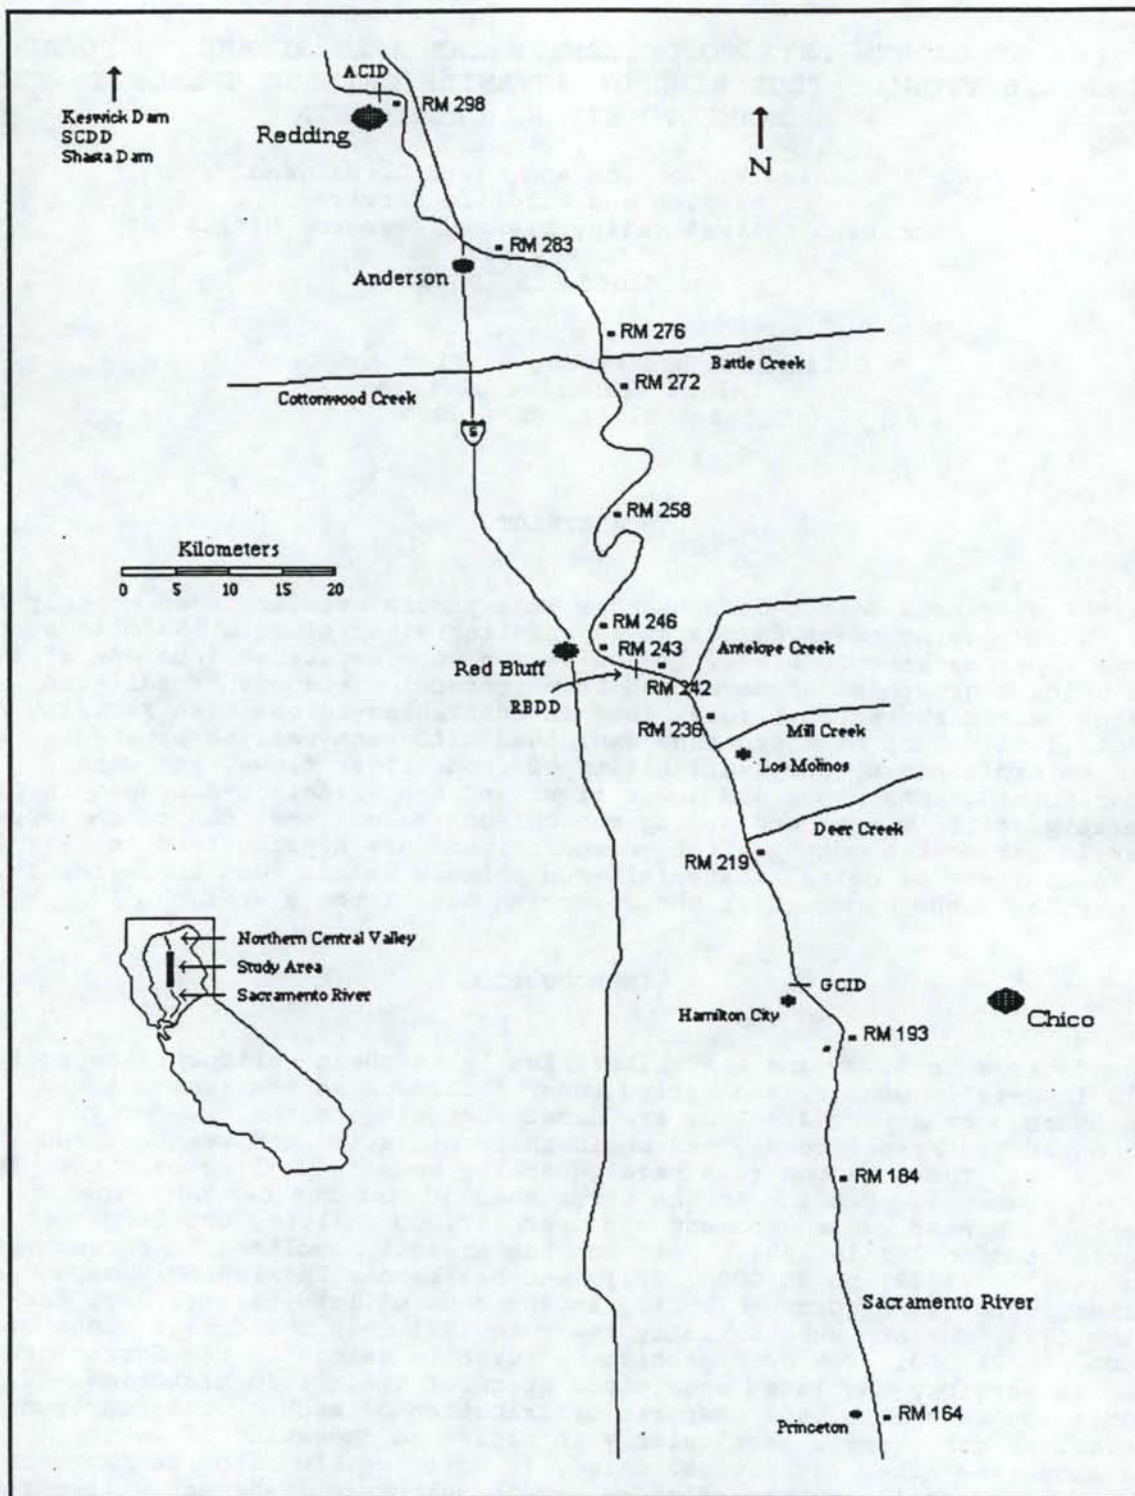 ACID
RM 298
Keswick Dam
SCDD
Shasta Dam
Redding
N
RM 283
Anderson
RM 276
Battle Creek
RM 272
Cottonwood Creek
5
RM 258
Kilometers
0 5 10 15 20
RM 246
RM 243
Antelope Creek
Red Bluff
RM 242
RBDD
RM 238
Mill Creek
Los Molinos
Deer Creek
RM 219
Northern Central Valley
Study Area
Sacramento River
GCID
Hamilton City
Chico
RM 193
RM 184
Sacramento River
Princeton
RM 164